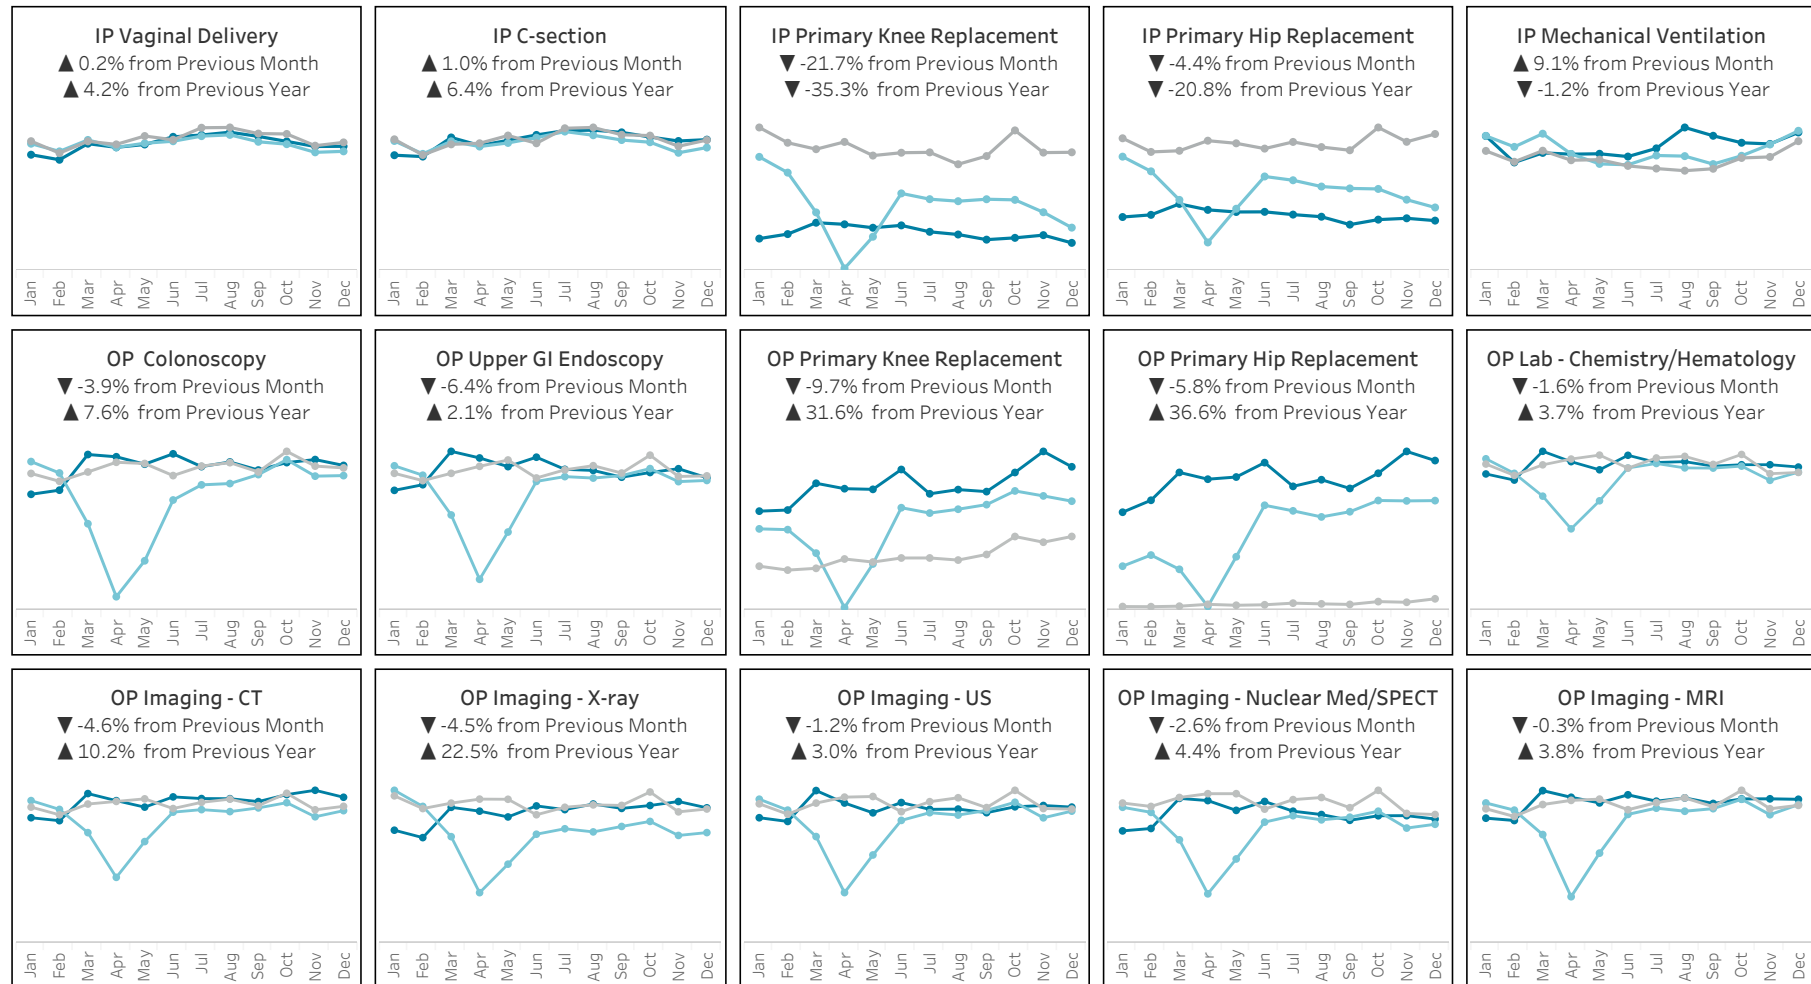 IP Vaginal Delivery
▲ 0.2% from Previous Month
▲ 4.2% from Previous Year
Jan
Feb
Mar
Apr
May
Jun
Jul
Aug
Sep
Oct
Nov
Dec
IP C-section
▲ 1.0% from Previous Month
▲ 6.4% from Previous Year
Jan
Feb
Mar
Apr
May
Jun
Jul
Aug
Sep
Oct
Nov
Dec
IP Primary Knee Replacement
▼ -21.7% from Previous Month
▼ -35.3% from Previous Year
Jan
Feb
Mar
Apr
May
Jun
Jul
Aug
Sep
Oct
Nov
Dec
IP Primary Hip Replacement
▼ -4.4% from Previous Month
▼ -20.8% from Previous Year
Jan
Feb
Mar
Apr
May
Jun
Jul
Aug
Sep
Oct
Nov
Dec
IP Mechanical Ventilation
▲ 9.1% from Previous Month
▼ -1.2% from Previous Year
Jan
Feb
Mar
Apr
May
Jun
Jul
Aug
Sep
Oct
Nov
Dec
OP Colonoscopy
▼ -3.9% from Previous Month
▲ 7.6% from Previous Year
Jan
Feb
Mar
Apr
May
Jun
Jul
Aug
Sep
Oct
Nov
Dec
OP Upper GI Endoscopy
▼ -6.4% from Previous Month
▲ 2.1% from Previous Year
Jan
Feb
Mar
Apr
May
Jun
Jul
Aug
Sep
Oct
Nov
Dec
OP Primary Knee Replacement
▼ -9.7% from Previous Month
▲ 31.6% from Previous Year
Jan
Feb
Mar
Apr
May
Jun
Jul
Aug
Sep
Oct
Nov
Dec
OP Primary Hip Replacement
▼ -5.8% from Previous Month
▲ 36.6% from Previous Year
Jan
Feb
Mar
Apr
May
Jun
Jul
Aug
Sep
Oct
Nov
Dec
OP Lab - Chemistry/Hematology
▼ -1.6% from Previous Month
▲ 3.7% from Previous Year
Jan
Feb
Mar
Apr
May
Jun
Jul
Aug
Sep
Oct
Nov
Dec
OP Imaging - CT
▼ -4.6% from Previous Month
▲ 10.2% from Previous Year
Jan
Feb
Mar
Apr
May
Jun
Jul
Aug
Sep
Oct
Nov
Dec
OP Imaging - X-ray
▼ -4.5% from Previous Month
▲ 22.5% from Previous Year
Jan
Feb
Mar
Apr
May
Jun
Jul
Aug
Sep
Oct
Nov
Dec
OP Imaging - US
▼ -1.2% from Previous Month
▲ 3.0% from Previous Year
Jan
Feb
Mar
Apr
May
Jun
Jul
Aug
Sep
Oct
Nov
Dec
OP Imaging - Nuclear Med/SPECT
▼ -2.6% from Previous Month
▲ 4.4% from Previous Year
Jan
Feb
Mar
Apr
May
Jun
Jul
Aug
Sep
Oct
Nov
Dec
OP Imaging - MRI
▼ -0.3% from Previous Month
▲ 3.8% from Previous Year
Jan
Feb
Mar
Apr
May
Jun
Jul
Aug
Sep
Oct
Nov
Dec